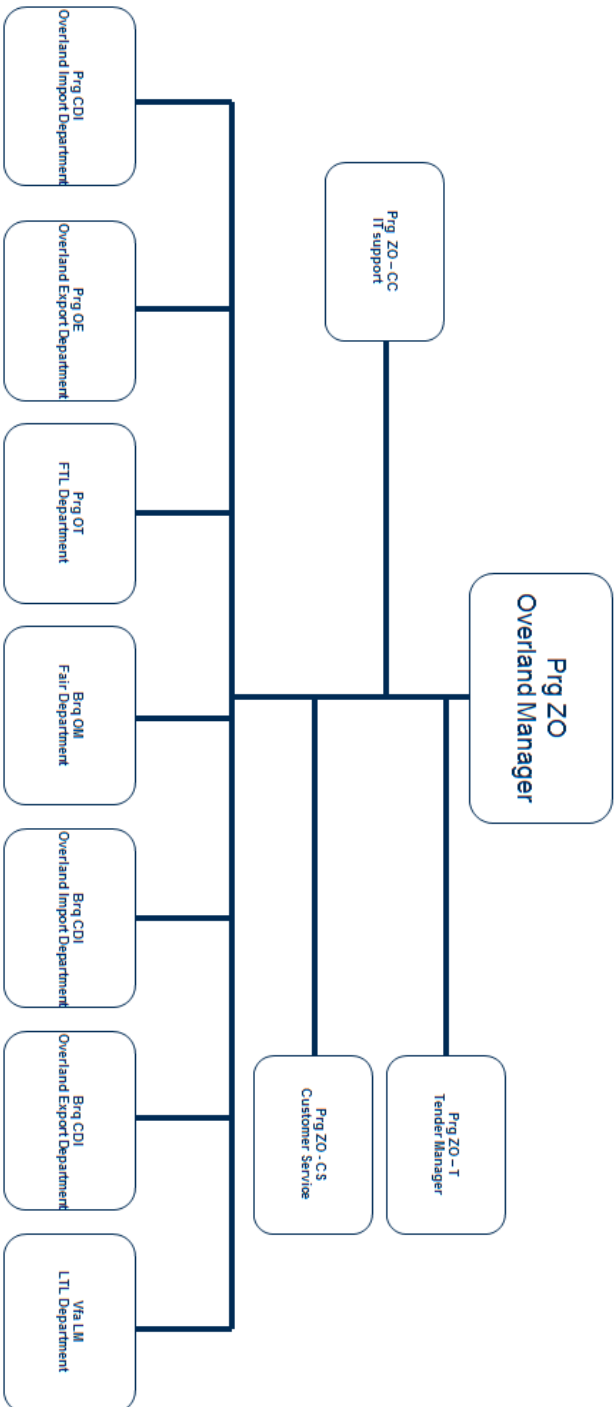 Prg ZO
Overland Manager
Prg ZO – T
Tender Manager
Prg ZO – CC
IT support
Prg ZO - CS
Customer Service
Prg CDI
Overland Import Department
Prg OE
Overland Export Department
Prg OT
FTL Department
Brq OM
Fair Department
Brq CDI
Overland Import Department
Brq CDI
Overland Export Department
Vfa LM
LTL Department